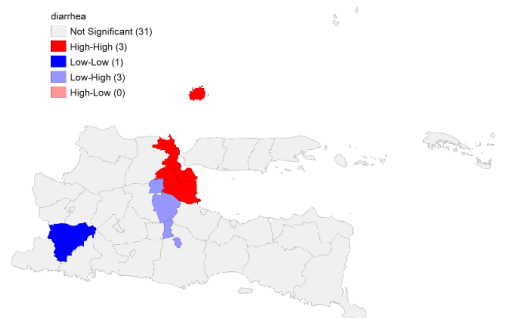 diarrhea
Not Significant (31)
High-High (3)
Low-Low (1)
Low-High (3)
High-Low (0)